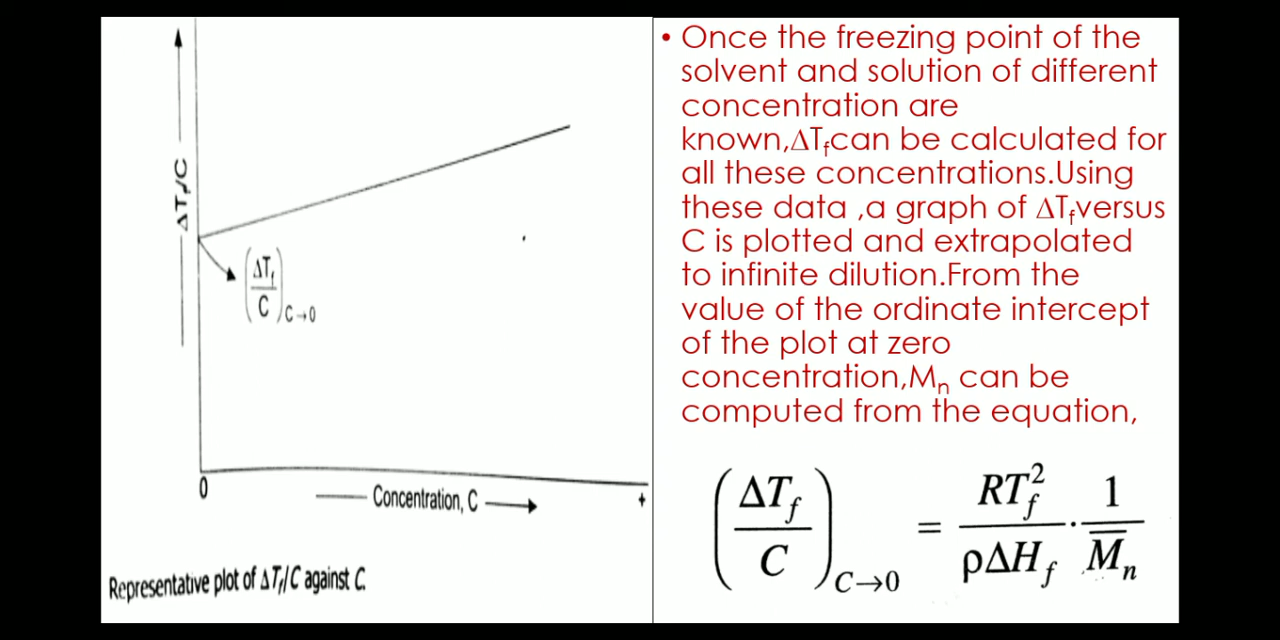 ΔTf/C
(ΔTf/C)C→0
0
Concentration, C
Representative plot of ΔTf/C against C.
• Once the freezing point of the
solvent and solution of different
concentration are
known,ΔTfcan be calculated for
all these concentrations.Using
these data ,a graph of ΔTfversus
C is plotted and extrapolated
to infinite dilution.From the
value of the ordinate intercept
of the plot at zero
concentration,Mn can be
computed from the equation,
(ΔTf/C)C→0 = RTf²/ρΔHf · 1/M̅n